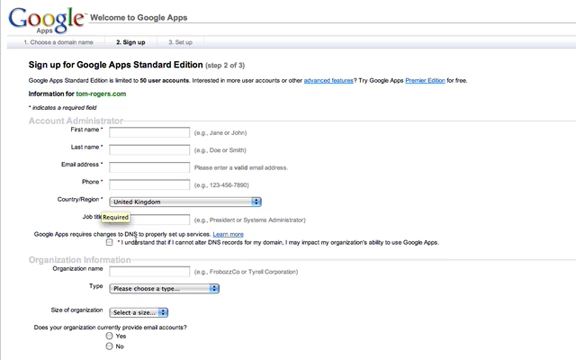 Google™ Apps Welcome to Google Apps
1. Choose a domain name 2. Sign up 3. Set up
Sign up for Google Apps Standard Edition (step 2 of 3)
Google Apps Standard Edition is limited to 50 user accounts. Interested in more user accounts or other advanced features? Try Google Apps Premier Edition for free.
Information for tom-rogers.com
* indicates a required field
Account Administrator
First name * (e.g., Jane or John)
Last name * (e.g., Doe or Smith)
Email address * Please enter a valid email address.
Phone * (e.g., 123-456-7890)
Country/Region * United Kingdom
Job title Required (e.g., President or Systems Administrator)
Google Apps requires changes to DNS to properly set up services. Learn more
* I understand that if I cannot alter DNS records for my domain, I may impact my organization's ability to use Google Apps.
Organization Information
Organization name (e.g., FrobozzCo or Tyrell Corporation)
Type Please choose a type...
Size of organization Select a size...
Does your organization currently provide email accounts?
Yes
No